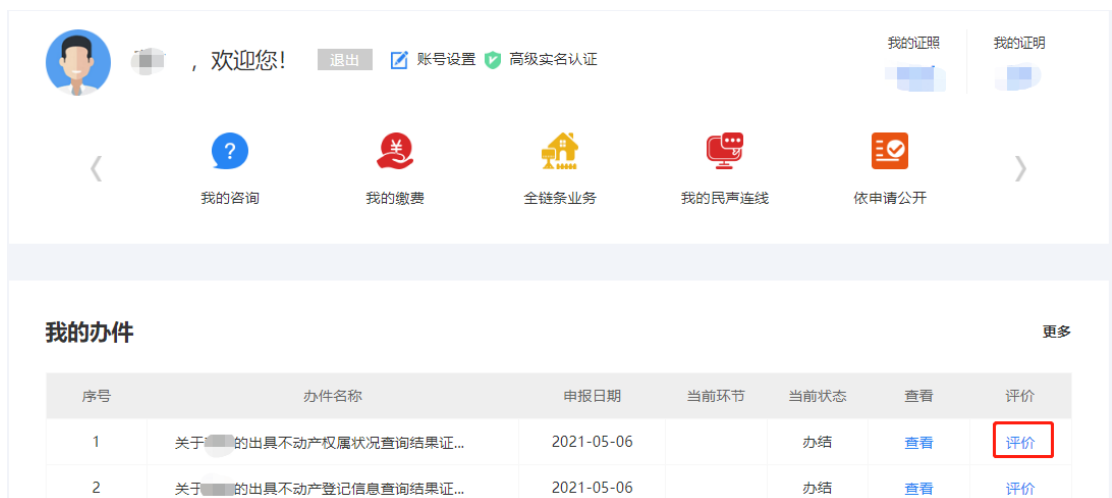 ，欢迎您! 退出 账号设置 高级实名认证
我的证照 我的证明
我的咨询 我的缴费 全链条业务 我的民声连线 依申请公开
我的办件 更多
序号 办件名称 申报日期 当前环节 当前状态 查看 评价
1 关于 的出具不动产权属状况查询结果证... 2021-05-06 办结 查看 评价
2 关于 的出具不动产登记信息查询结果证... 2021-05-06 办结 查看 评价